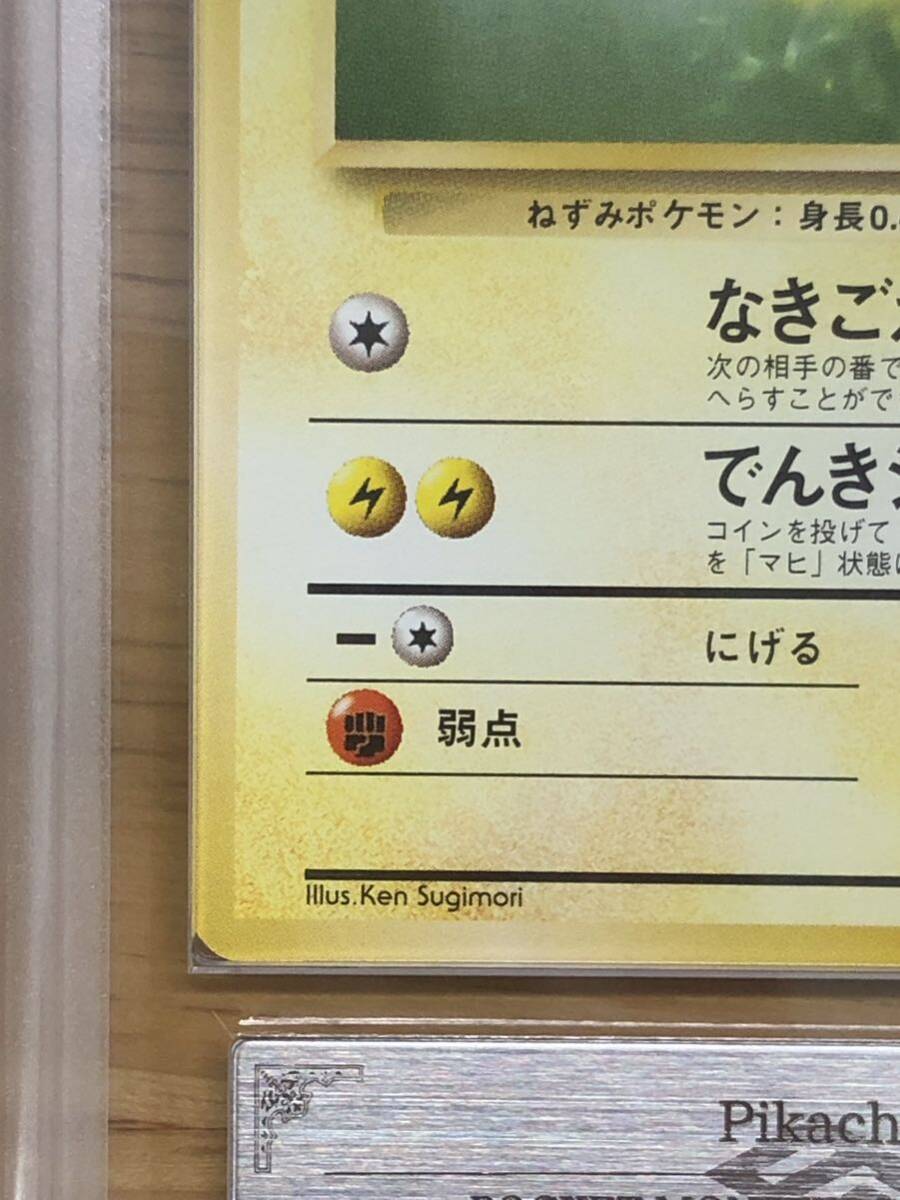 ねずみポケモン：身長0.
なきご
次の相手の番で
へらすことがで
でんき
コインを投げて
を「マヒ」状態に
にげる
弱点
Illus.Ken Sugimori
Pikach